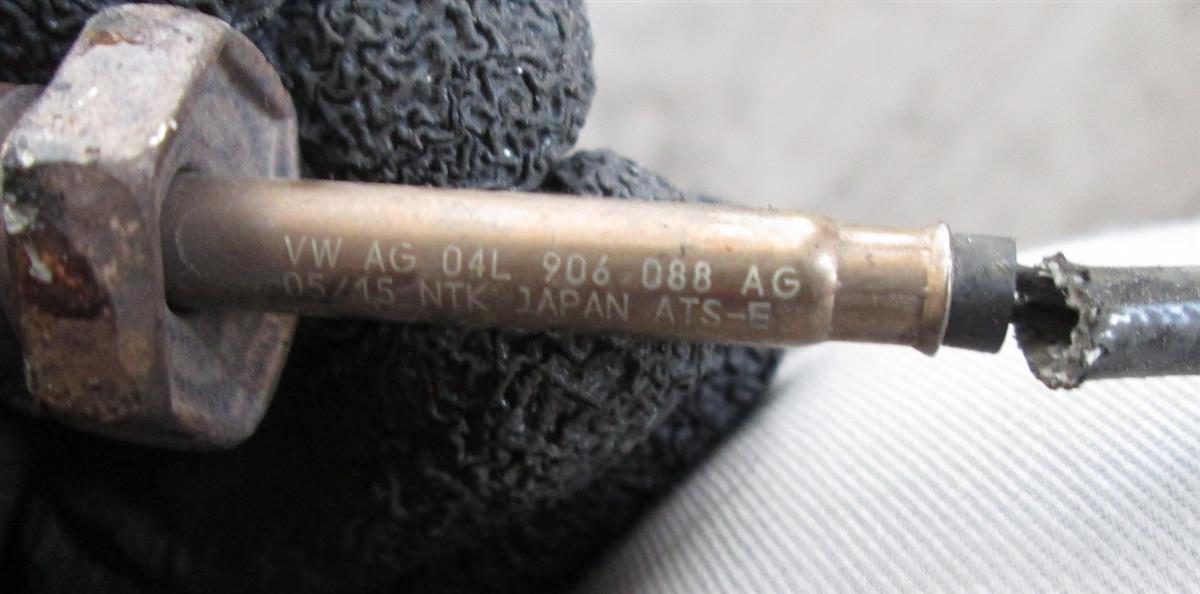 VW AG 04L 906 088 AG
05/15 NTK JAPAN ATS-E